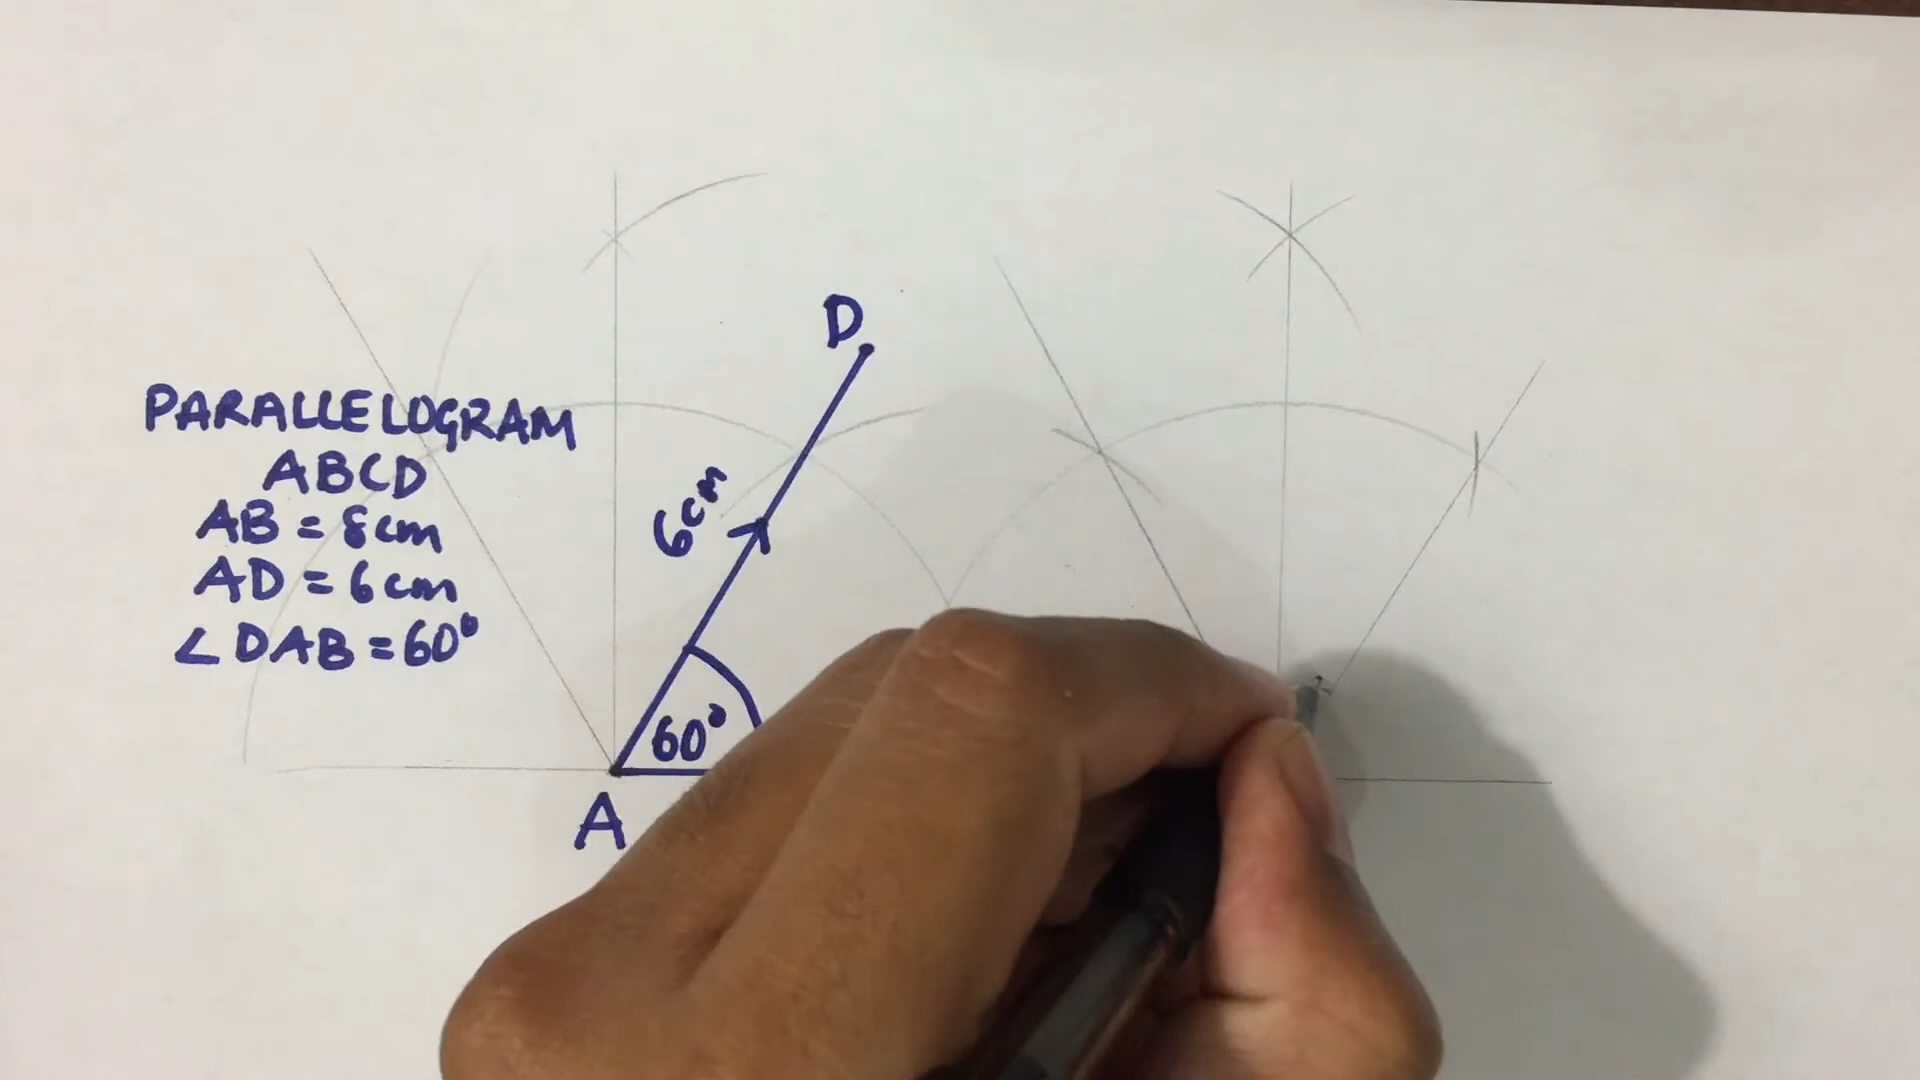 PARALLELOGRAM
ABCD
AB = 8cm
AD = 6cm
∠DAB = 60°
D
6cm
60°
A